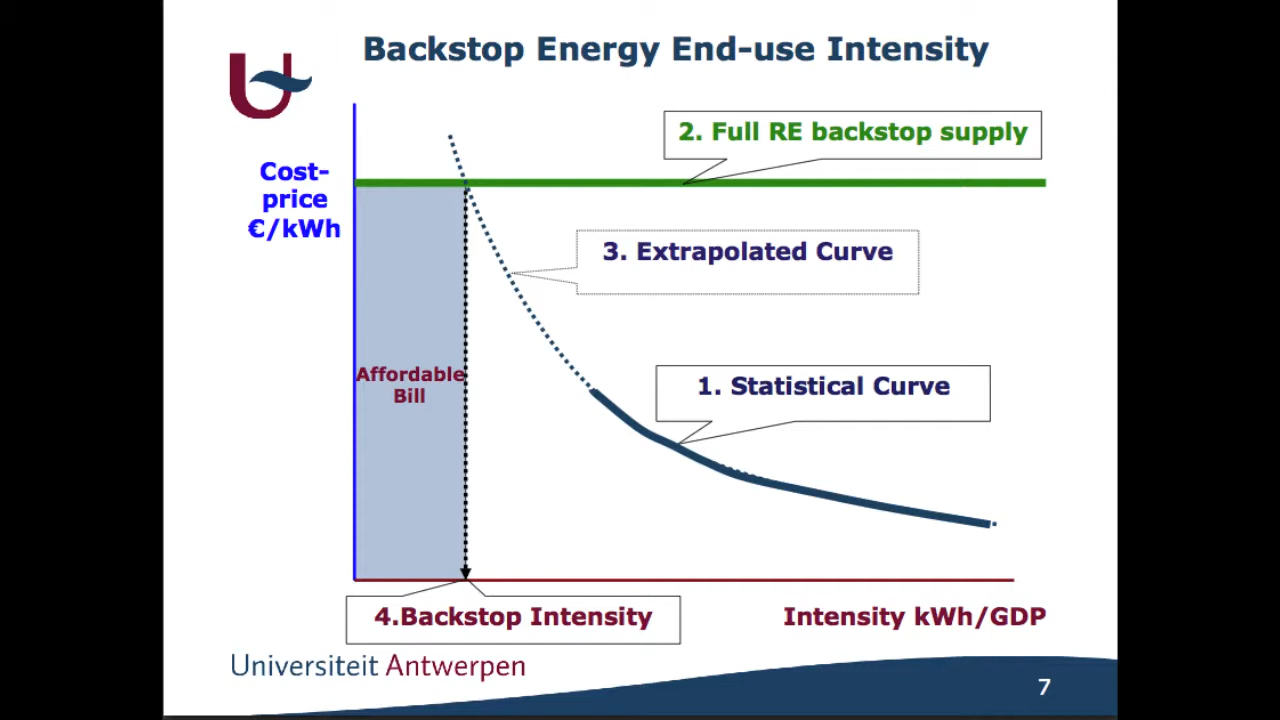 Backstop Energy End-use Intensity
2. Full RE backstop supply
Cost-
price
€/kWh
3. Extrapolated Curve
Affordable
Bill
1. Statistical Curve
4.Backstop Intensity
Intensity kWh/GDP
Universiteit Antwerpen
7